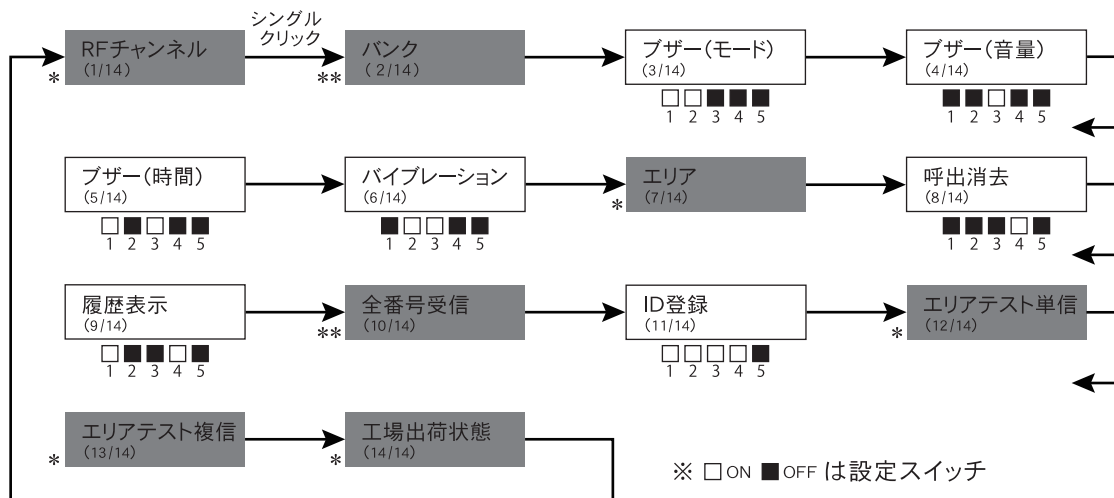 シングル
クリック
RFチャンネル
(1/14)
*
バンク
( 2/14)
**
ブザー(モード)
(3/14)
1 2 3 4 5
ブザー(音量)
(4/14)
1 2 3 4 5
ブザー(時間)
(5/14)
1 2 3 4 5
バイブレーション
(6/14)
1 2 3 4 5
エリア
(7/14)
*
呼出消去
(8/14)
1 2 3 4 5
履歴表示
(9/14)
1 2 3 4 5
全番号受信
(10/14)
**
ID登録
(11/14)
1 2 3 4 5
エリアテスト単信
(12/14)
*
エリアテスト複信
(13/14)
*
工場出荷状態
(14/14)
*
※ □ ON ■ OFF は設定スイッチ